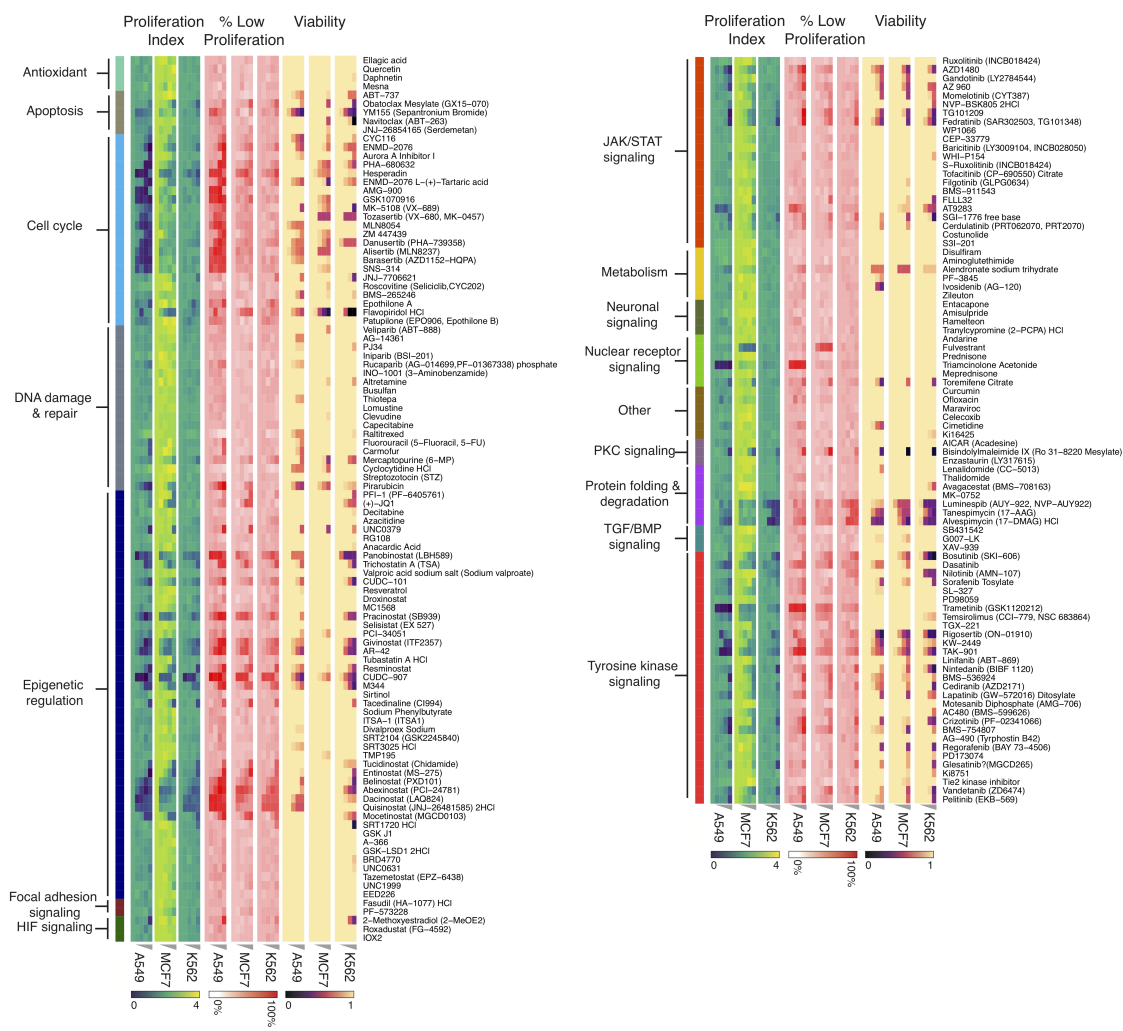 Proliferation
Index
% Low
Proliferation
Viability
Antioxidant
Apoptosis
Cell cycle
DNA damage
& repair
Epigenetic
regulation
Focal adhesion
signaling
HIF signaling
Ellagic acid
Quercetin
Daphnetin
Mesna
ABT-737
Obatoclax Mesylate (GX15-070)
YM155 (Sepantronium Bromide)
Navitoclax (ABT-263)
JNJ-26854165 (Serdemetan)
CYC116
ENMD-2076
Aurora A Inhibitor I
PHA-680632
Hesperadin
ENMD-2076 L-(+)-Tartaric acid
AMG-900
GSK1070916
MK-5108 (VX-689)
Tozasertib (VX-680, MK-0457)
MLN8054
ZM 447439
Danusertib (PHA-739358)
Alisertib (MLN8237)
Barasertib (AZD1152-HQPA)
SNS-314
JNJ-7706621
Roscovitine (Seliciclib,CYC202)
BMS-265246
Epothilone A
Flavopiridol HCl
Patupilone (EPO906, Epothilone B)
Veliparib (ABT-888)
AG-14361
PJ34
Iniparib (BSI-201)
Rucaparib (AG-014699,PF-01367338) phosphate
INO-1001 (3-Aminobenzamide)
Altretamine
Busulfan
Thiotepa
Lomustine
Clevudine
Capecitabine
Raltitrexed
Fluorouracil (5-Fluoracil, 5-FU)
Carmofur
Mercaptopurine (6-MP)
Cyclocytidine HCl
Streptozotocin (STZ)
Pirarubicin
PFI-1 (PF-6405761)
(+)-JQ1
Decitabine
Azacitidine
UNC0379
RG108
Anacardic Acid
Panobinostat (LBH589)
Trichostatin A (TSA)
Valproic acid sodium salt (Sodium valproate)
CUDC-101
Resveratrol
Droxinostat
MC1568
Pracinostat (SB939)
Selisistat (EX 527)
PCI-34051
Givinostat (ITF2357)
AR-42
Tubastatin A HCl
Resminostat
CUDC-907
M344
Sirtinol
Tacedinaline (CI994)
Sodium Phenylbutyrate
ITSA-1 (ITSA1)
Divalproex Sodium
SRT2104 (GSK2245840)
SRT3025 HCl
TMP195
Tucidinostat (Chidamide)
Entinostat (MS-275)
Belinostat (PXD101)
Abexinostat (PCI-24781)
Dacinostat (LAQ824)
Quisinostat (JNJ-26481585) 2HCl
Mocetinostat (MGCD0103)
SRT1720 HCl
GSK J1
A-366
GSK-LSD1 2HCl
BRD4770
UNC0631
Tazemetostat (EPZ-6438)
UNC1999
EED226
Fasudil (HA-1077) HCl
PF-573228
2-Methoxyestradiol (2-MeOE2)
Roxadustat (FG-4592)
IOX2
A549
MCF7
K562
A549
MCF7
K562
A549
MCF7
K562
0
4
0%
100%
0
1
Proliferation
Index
% Low
Proliferation
Viability
JAK/STAT
signaling
Metabolism
Neuronal
signaling
Nuclear receptor
signaling
Other
PKC signaling
Protein folding &
degradation
TGF/BMP
signaling
Tyrosine kinase
signaling
Ruxolitinib (INCB018424)
AZD1480
Gandotinib (LY2784544)
AZ 960
Momelotinib (CYT387)
NVP-BSK805 2HCl
TG101209
Fedratinib (SAR302503, TG101348)
WP1066
CEP-33779
Baricitinib (LY3009104, INCB028050)
WHI-P154
S-Ruxolitinib (INCB018424)
Tofacitinib (CP-690550) Citrate
Filgotinib (GLPG0634)
BMS-911543
FLLL32
AT9283
SGI-1776 free base
Cerdulatinib (PRT062070, PRT2070)
Costunolide
S3I-201
Disulfiram
Aminoglutethimide
Alendronate sodium trihydrate
PF-3845
Ivosidenib (AG-120)
Zileuton
Entacapone
Amisulpride
Ramelteon
Tranylcypromine (2-PCPA) HCl
Andarine
Fulvestrant
Prednisone
Triamcinolone Acetonide
Meprednisone
Toremifene Citrate
Curcumin
Ofloxacin
Maraviroc
Celecoxib
Cimetidine
Ki16425
AICAR (Acadesine)
Bisindolylmaleimide IX (Ro 31-8220 Mesylate)
Enzastaurin (LY317615)
Lenalidomide (CC-5013)
Thalidomide
Avagacestat (BMS-708163)
MK-0752
Luminespib (AUY-922, NVP-AUY922)
Tanespimycin (17-AAG)
Alvespimycin (17-DMAG) HCl
SB431542
G007-LK
XAV-939
Bosutinib (SKI-606)
Dasatinib
Nilotinib (AMN-107)
Sorafenib Tosylate
SL-327
PD98059
Trametinib (GSK1120212)
Temsirolimus (CCI-779, NSC 683864)
TGX-221
Rigosertib (ON-01910)
KW-2449
TAK-901
Linifanib (ABT-869)
Nintedanib (BIBF 1120)
BMS-536924
Cediranib (AZD2171)
Lapatinib (GW-572016) Ditosylate
Motesanib Diphosphate (AMG-706)
AC480 (BMS-599626)
Crizotinib (PF-02341066)
BMS-754807
AG-490 (Tyrphostin B42)
Regorafenib (BAY 73-4506)
PD173074
Glesatinib?(MGCD265)
Ki8751
Tie2 kinase inhibitor
Vandetanib (ZD6474)
Pelitinib (EKB-569)
A549
MCF7
K562
A549
MCF7
K562
A549
MCF7
K562
0
4
0%
100%
0
1